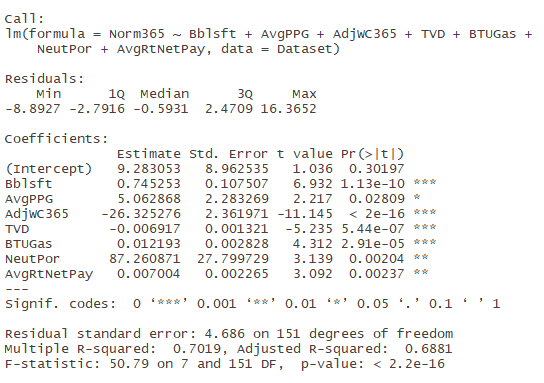 Call:
lm(formula = Norm365 ~ Bblsft + AvgPPG + AdjWC365 + TVD + BTUGas +
    NeutPor + AvgRtNetPay, data = Dataset)
Residuals:
    Min      1Q  Median      3Q     Max
-8.8927 -2.7916 -0.5931  2.4709 16.3652
Coefficients:
              Estimate Std. Error t value Pr(>|t|)
(Intercept)   9.283053   8.962535   1.036  0.30197
Bblsft        0.745253   0.107507   6.932 1.13e-10 ***
AvgPPG        5.062868   2.283269   2.217  0.02809 *
AdjWC365    -26.325276   2.361971 -11.145  < 2e-16 ***
TVD          -0.006917   0.001321  -5.235 5.44e-07 ***
BTUGas        0.012193   0.002828   4.312 2.91e-05 ***
NeutPor      87.260871  27.799729   3.139  0.00204 **
AvgRtNetPay   0.007004   0.002265   3.092  0.00237 **
---
Signif. codes:  0 ‘***’ 0.001 ‘**’ 0.01 ‘*’ 0.05 ‘.’ 0.1 ‘ ’ 1
Residual standard error: 4.686 on 151 degrees of freedom
Multiple R-squared:  0.7019, Adjusted R-squared:  0.6881
F-statistic: 50.79 on 7 and 151 DF,  p-value: < 2.2e-16